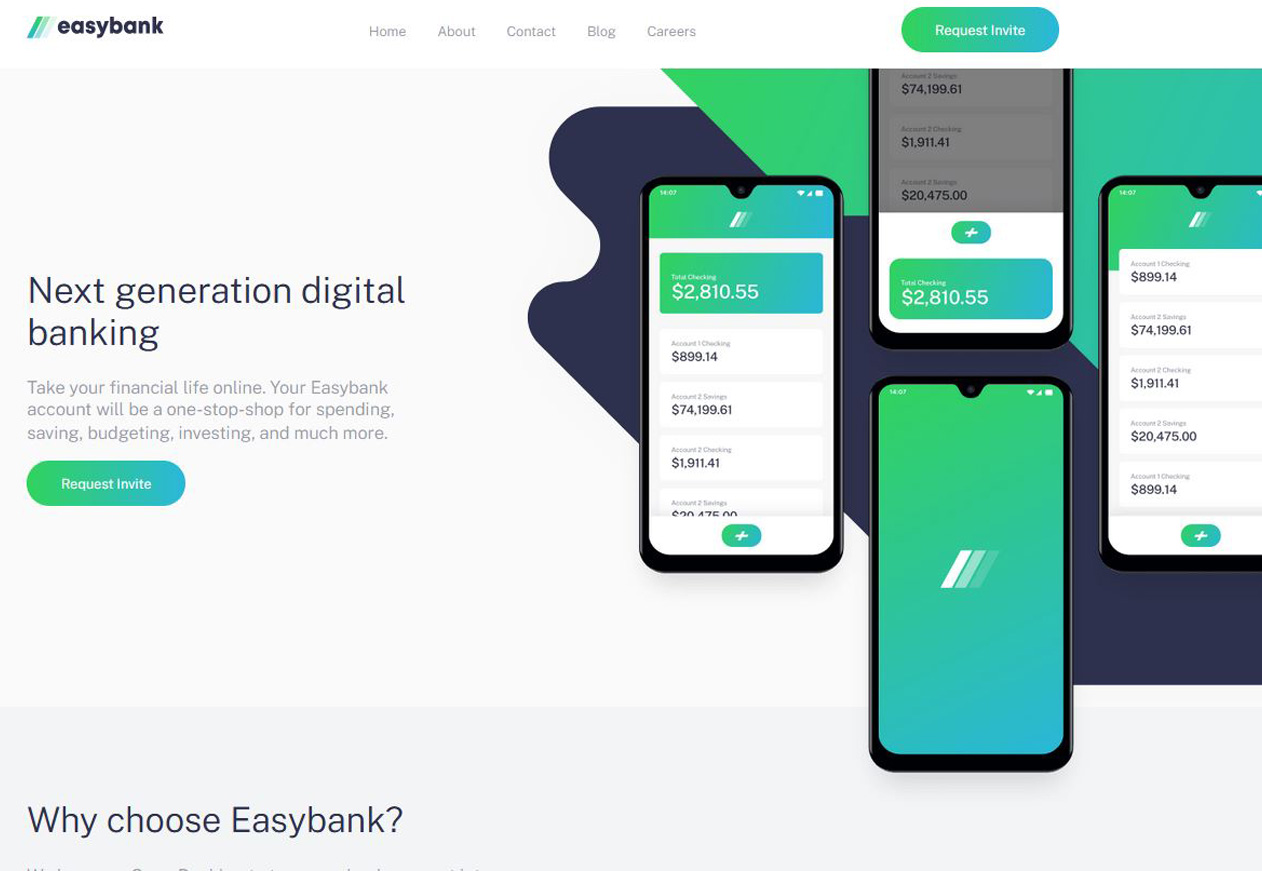 easybank
Home About Contact Blog Careers
Request Invite
Next generation digital
banking
Take your financial life online. Your Easybank
account will be a one-stop-shop for spending,
saving, budgeting, investing, and much more.
Request Invite
14:07
Total Checking
$2,810.55
Account 1 Checking
$899.14
Account 2 Savings
$74,199.61
Account 2 Checking
$1,911.41
Account 2 Savings
$20,475.00
Account 2 Savings
$74,199.61
Account 2 Checking
$1,911.41
Account 2 Savings
$20,475.00
Total Checking
$2,810.55
14:07
14:07
Account 1 Checking
$899.14
Account 2 Savings
$74,199.61
Account 2 Checking
$1,911.41
Account 2 Savings
$20,475.00
Account 1 Checking
$899.14
Why choose Easybank?